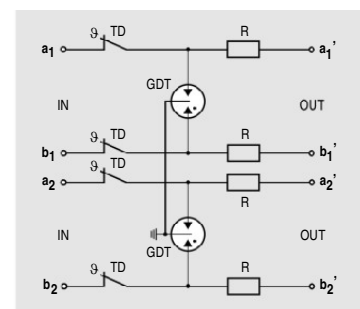 ϑ TD R
a1 a1'
GDT
IN OUT
ϑ TD R
b1 b1'
ϑ TD
a2 a2'
R
IN OUT
GDT
ϑ TD R
b2 b2'